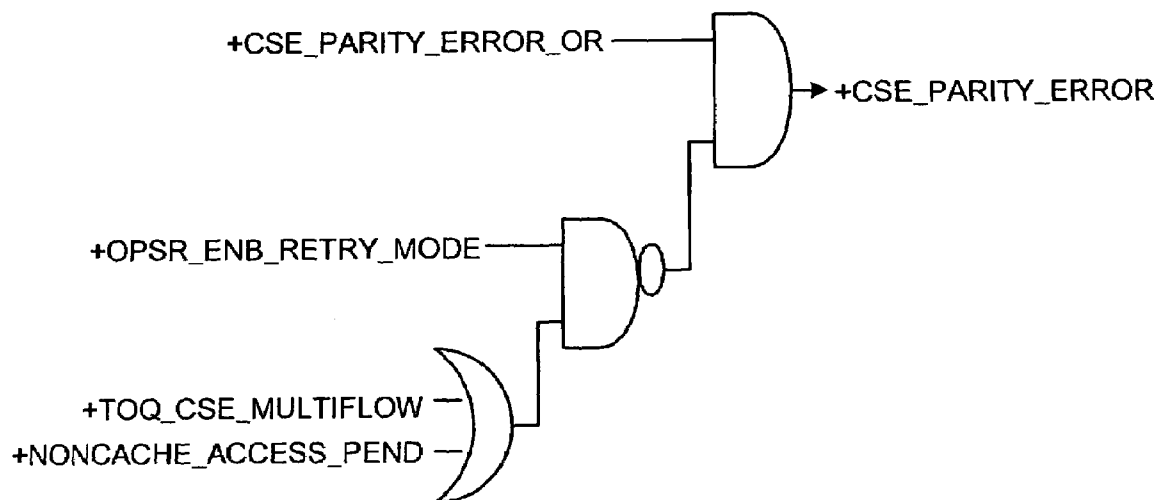 +CSE_PARITY_ERROR_OR
+CSE_PARITY_ERROR
+OPSR_ENB_RETRY_MODE
+TOQ_CSE_MULTIFLOW
+NONCACHE_ACCESS_PEND